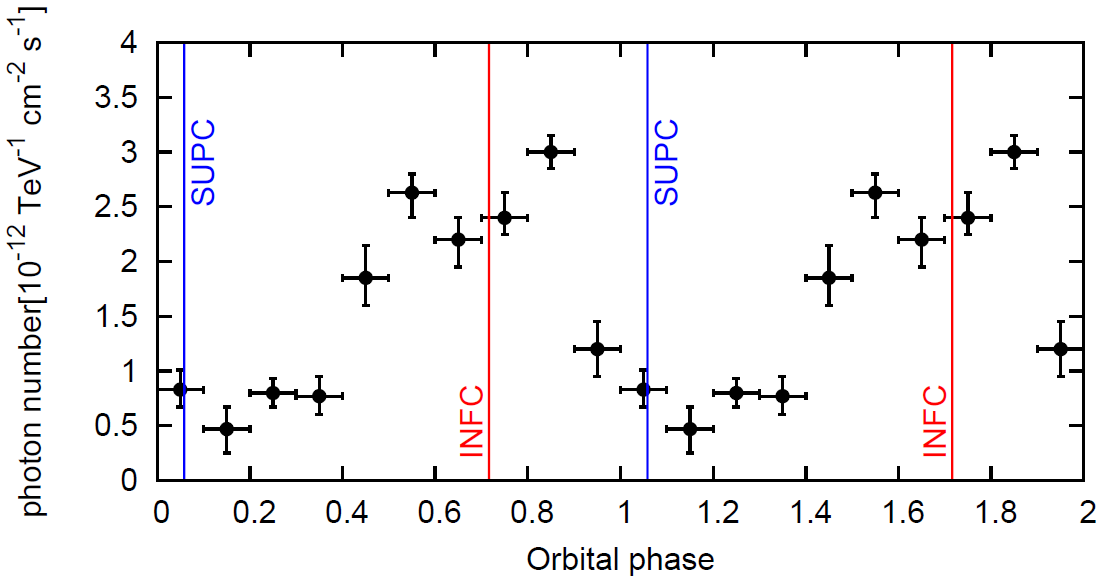 photon number[10-12 TeV-1 cm-2 s-1]
4
3.5
3
2.5
2
1.5
1
0.5
0
SUPC
INFC
SUPC
INFC
0 0.2 0.4 0.6 0.8 1 1.2 1.4 1.6 1.8 2
Orbital phase